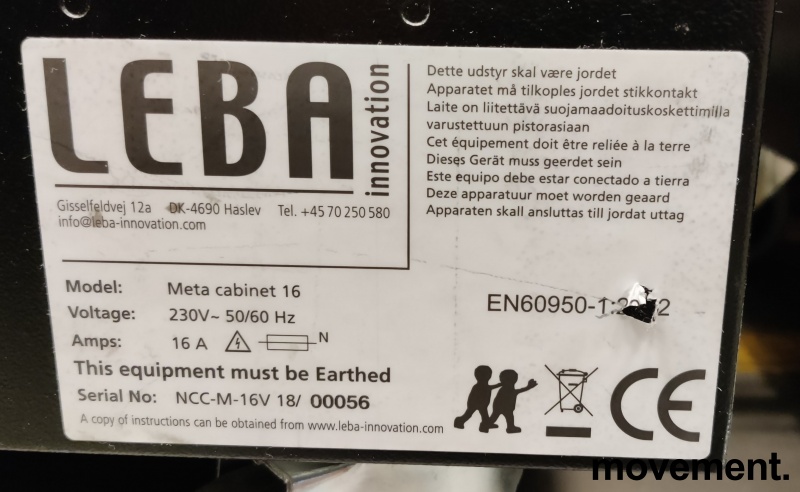 LEBA
innovation
Gisselfeldvej 12a DK-4690 Haslev Tel. +45 70 250 580
info@leba-innovation.com
Dette udstyr skal være jordet
Apparatet må tilkoples jordet stikkontakt
Laite on liitettävä suojamaadoituskoskettimilla
varustettuun pistorasiaan
Cet équipement doit être reliée à la terre
Dieses Gerät muss geerdet sein
Este equipo debe estar conectado a tierra
Deze apparatuur moet worden geaard
Apparaten skall anslutas till jordat uttag
Model: Meta cabinet 16
Voltage: 230V~ 50/60 Hz
Amps: 16 A N
This equipment must be Earthed
Serial No: NCC-M-16V 18/ 00056
A copy of instructions can be obtained from www.leba-innovation.com
EN60950-1:
CE
movement.